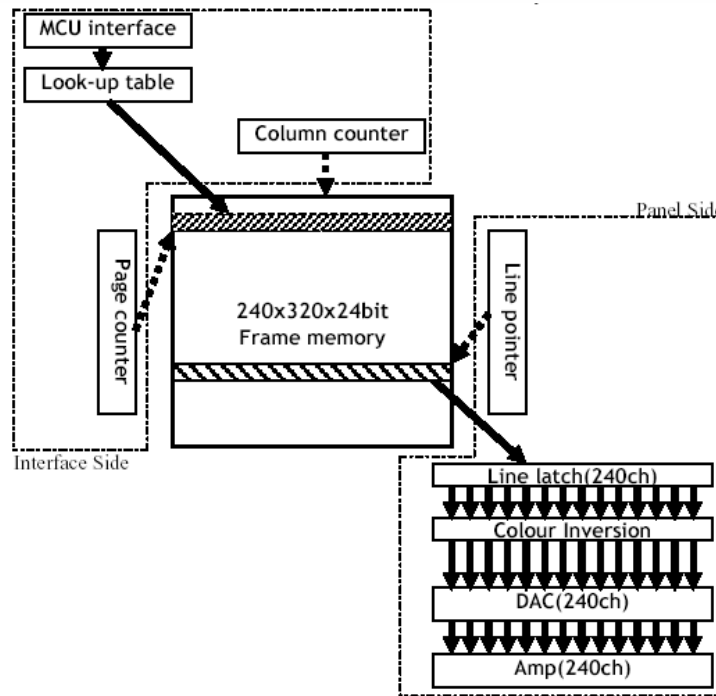 MCU interface
Look-up table
Column counter
Panel Side
Page counter
Line pointer
240x320x24bit
Frame memory
Interface Side
Line latch(240ch)
Colour Inversion
DAC(240ch)
Amp(240ch)